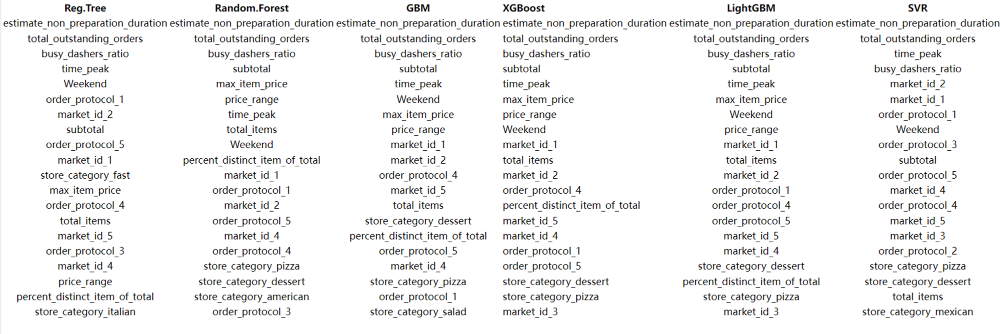 Reg.Tree Random.Forest GBM XGBoost LightGBM SVR
estimate_non_preparation_duration estimate_non_preparation_duration estimate_non_preparation_duration estimate_non_preparation_duration estimate_non_preparation_duration estimate_non_preparation_duration
total_outstanding_orders total_outstanding_orders total_outstanding_orders total_outstanding_orders total_outstanding_orders total_outstanding_orders
busy_dashers_ratio busy_dashers_ratio busy_dashers_ratio busy_dashers_ratio busy_dashers_ratio time_peak
time_peak subtotal subtotal subtotal subtotal busy_dashers_ratio
Weekend max_item_price time_peak time_peak time_peak market_id_2
order_protocol_1 price_range Weekend max_item_price max_item_price market_id_1
market_id_2 time_peak max_item_price price_range Weekend order_protocol_1
subtotal total_items price_range Weekend price_range Weekend
order_protocol_5 Weekend market_id_1 market_id_1 market_id_1 order_protocol_3
market_id_1 percent_distinct_item_of_total market_id_2 total_items total_items subtotal
store_category_fast market_id_1 order_protocol_4 market_id_2 market_id_2 order_protocol_5
max_item_price order_protocol_1 market_id_5 order_protocol_4 order_protocol_1 market_id_4
order_protocol_4 market_id_2 total_items percent_distinct_item_of_total order_protocol_4 order_protocol_4
total_items order_protocol_5 store_category_dessert market_id_5 order_protocol_5 market_id_5
market_id_5 market_id_4 percent_distinct_item_of_total market_id_4 market_id_5 market_id_3
order_protocol_3 order_protocol_4 order_protocol_5 order_protocol_1 market_id_4 order_protocol_2
market_id_4 store_category_pizza market_id_4 order_protocol_5 store_category_dessert store_category_pizza
price_range store_category_dessert store_category_pizza store_category_dessert percent_distinct_item_of_total store_category_dessert
percent_distinct_item_of_total store_category_american order_protocol_1 store_category_pizza store_category_pizza total_items
store_category_italian order_protocol_3 store_category_salad market_id_3 market_id_3 store_category_mexican